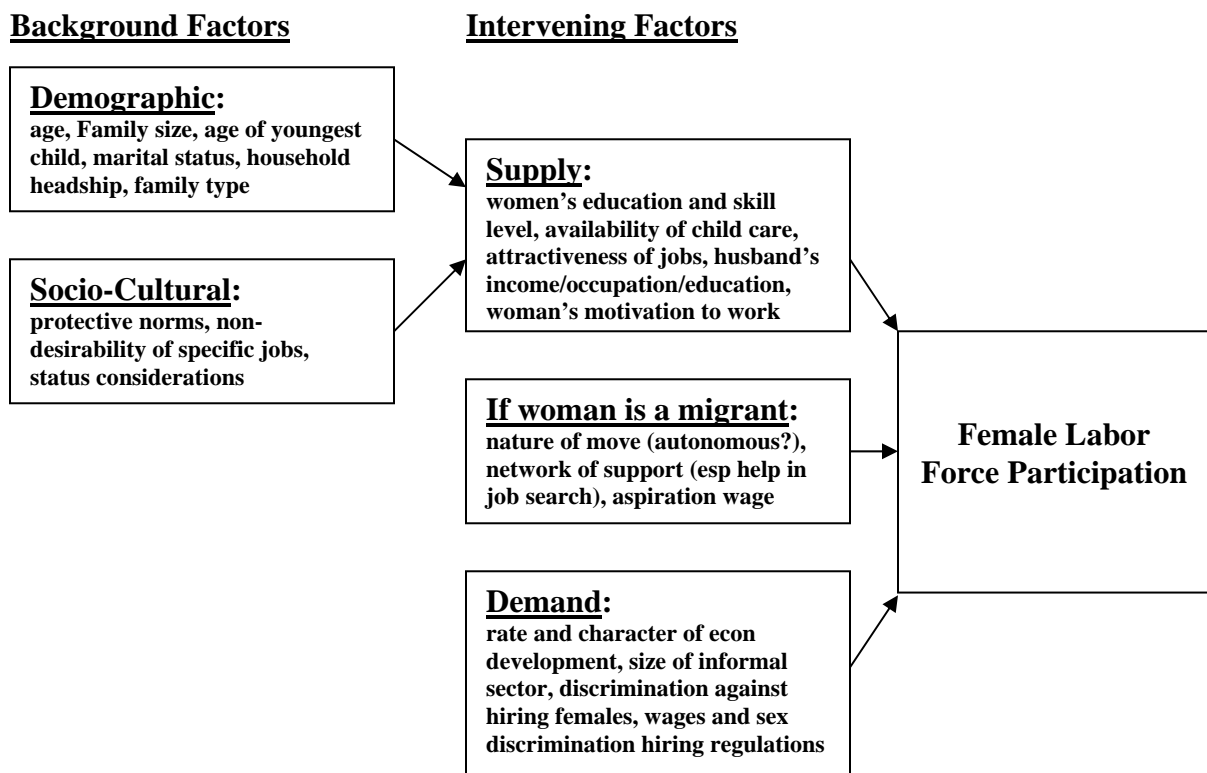 Background Factors
Demographic:
age, Family size, age of youngest
child, marital status, household
headship, family type
Socio-Cultural:
protective norms, non-
desirability of specific jobs,
status considerations
Intervening Factors
Supply:
women’s education and skill
level, availability of child care,
attractiveness of jobs, husband’s
income/occupation/education,
woman’s motivation to work
If woman is a migrant:
nature of move (autonomous?),
network of support (esp help in
job search), aspiration wage
Demand:
rate and character of econ
development, size of informal
sector, discrimination against
hiring females, wages and sex
discrimination hiring regulations
Female Labor
Force Participation